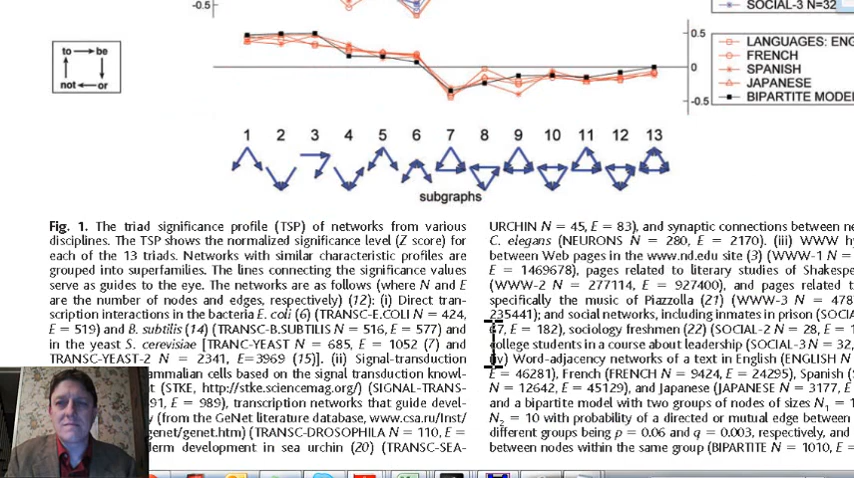 -0.5
SOCIAL-3 N=32
to be
not or
0.5
0
-0.5
LANGUAGES: ENG
FRENCH
SPANISH
JAPANESE
BIPARTITE MODE
1 2 3 4 5 6 7 8 9 10 11 12 13
subgraphs
Fig. 1. The triad significance profile (TSP) of networks from various
disciplines. The TSP shows the normalized significance level (Z score) for
each of the 13 triads. Networks with similar characteristic profiles are
grouped into superfamilies. The lines connecting the significance values
serve as guides to the eye. The networks are as follows (where N and E
are the number of nodes and edges, respectively) (12): (i) Direct tran-
scription interactions in the bacteria E. coli (6) (TRANSC-E.COLI N = 424,
E = 519) and B. subtilis (14) (TRANSC-B.SUBTILIS N = 516, E = 577) and
in the yeast S. cerevisiae [TRANC-YEAST N = 685, E = 1052 (7) and
TRANSC-YEAST-2 N = 2341, E=3969 (15)]. (ii) Signal-transduction
ammalian cells based on the signal transduction knowl-
t (STKE, http://stke.sciencemag.org/) (SIGNAL-TRANS-
91, E = 989), transcription networks that guide devel-
y (from the GeNet literature database, www.csa.ru/Inst/
genet/genet.htm) (TRANSC-DROSOPHILA N = 110, E =
derm development in sea urchin (20) (TRANSC-SEA-
URCHIN N = 45, E = 83), and synaptic connections between ne
C. elegans (NEURONS N = 280, E = 2170). (iii) WWW hy
between Web pages in the www.nd.edu site (3) (WWW-1 N =
E = 1469678), pages related to literary studies of Shakespe
(WWW-2 N = 277114, E = 927400), and pages related t
specifically the music of Piazzolla (21) (WWW-3 N = 478
235441); and social networks, including inmates in prison (SOCIA
67, E = 182), sociology freshmen (22) (SOCIAL-2 N = 28, E = 1
college students in a course about leadership (SOCIAL-3 N = 32,
(iv) Word-adjacency networks of a text in English (ENGLISH N
E = 46281), French (FRENCH N = 9424, E = 24295), Spanish (S
N = 12642, E = 45129), and Japanese (JAPANESE N = 3177, E
and a bipartite model with two groups of nodes of sizes N1 = 1
N2 = 10 with probability of a directed or mutual edge between
different groups being p = 0.06 and q = 0.003, respectively, and
between nodes within the same group (BIPARTITE N = 1010, E =